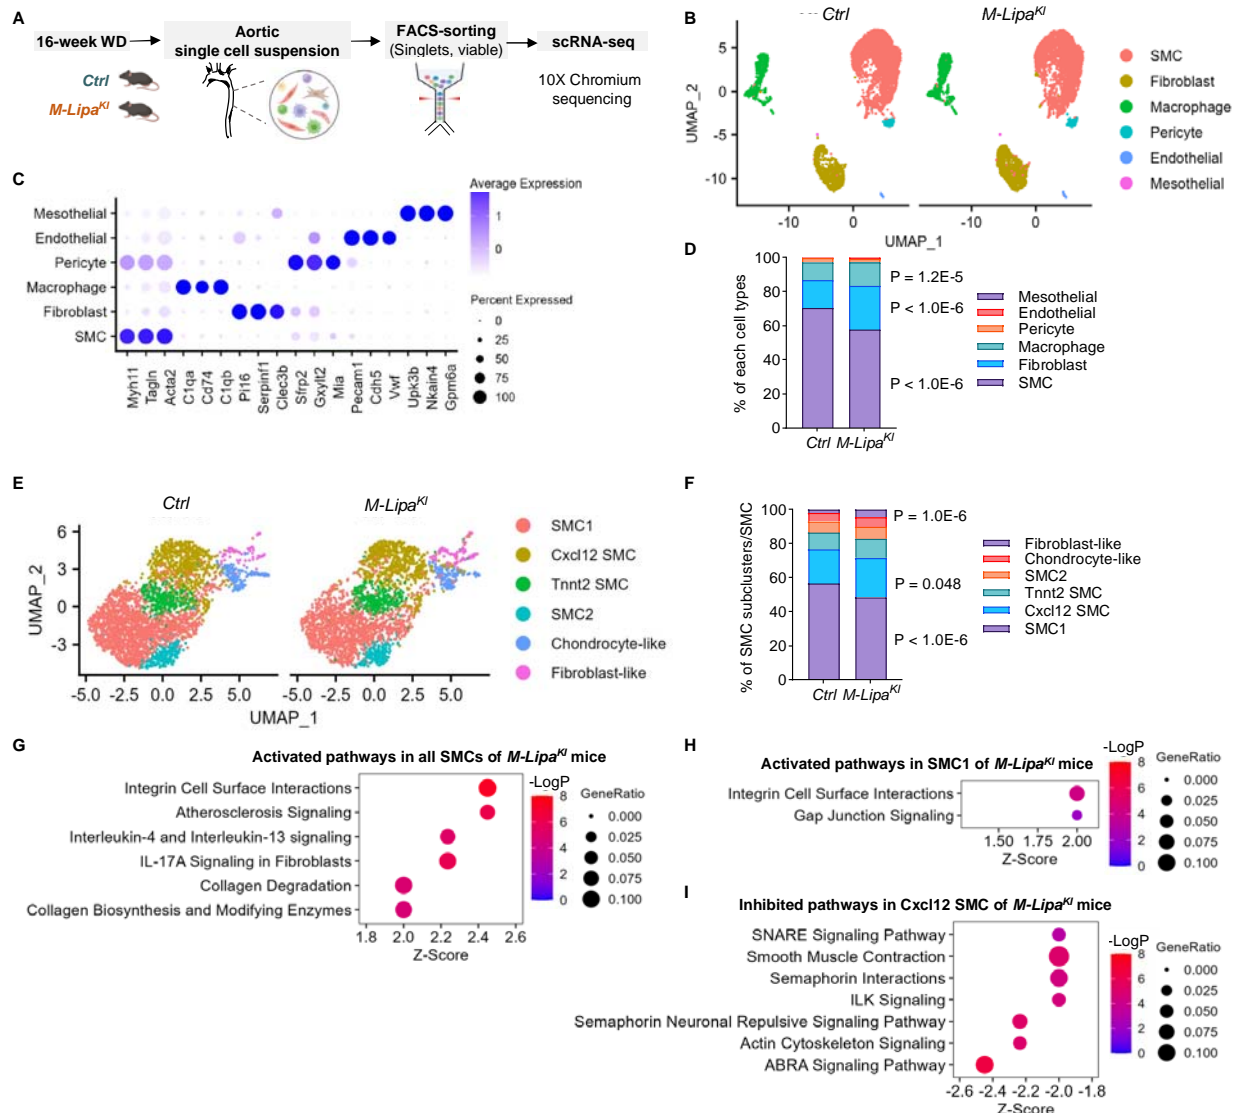 A
16-week WD
Aortic
single cell suspension
FACS-sorting
(Singlets, viable)
scRNA-seq
Ctrl
M-Lipa^KI
10X Chromium
sequencing
B
Ctrl
M-Lipa^KI
UMAP_2
5
0
-5
-10
-10
0
-10
0
UMAP_1
SMC
Fibroblast
Macrophage
Pericyte
Endothelial
Mesothelial
C
Mesothelial
Endothelial
Pericyte
Macrophage
Fibroblast
SMC
Myh11
Tagln
Acta2
C1qa
Cd74
C1qb
Pi16
Serpinf1
Clec3b
Sfrp2
Gxylt2
Mia
Pecam1
Cdh5
Vwf
Upk3b
Nkain4
Gpm6a
Average Expression
1
0
Percent Expressed
0
25
50
75
100
D
% of each cell types
100
80
60
40
20
0
Ctrl M-Lipa^KI
P = 1.2E-5
P < 1.0E-6
P < 1.0E-6
Mesothelial
Endothelial
Pericyte
Macrophage
Fibroblast
SMC
E
Ctrl
M-Lipa^KI
UMAP_2
6
3
0
-3
-5.0 -2.5 0.0 2.5 5.0
-5.0 -2.5 0.0 2.5 5.0
UMAP_1
SMC1
Cxcl12 SMC
Tnnt2 SMC
SMC2
Chondrocyte-like
Fibroblast-like
F
% of SMC subclusters/SMC
100
80
60
40
20
0
Ctrl M-Lipa^KI
P = 1.0E-6
P = 0.048
P < 1.0E-6
Fibroblast-like
Chondrocyte-like
SMC2
Tnnt2 SMC
Cxcl12 SMC
SMC1
G
Activated pathways in all SMCs of M-Lipa^KI mice
Integrin Cell Surface Interactions
Atherosclerosis Signaling
Interleukin-4 and Interleukin-13 signaling
IL-17A Signaling in Fibroblasts
Collagen Degradation
Collagen Biosynthesis and Modifying Enzymes
1.8 2.0 2.2 2.4 2.6
Z-Score
-LogP
8
6
4
2
0
GeneRatio
0.000
0.025
0.050
0.075
0.100
H
Activated pathways in SMC1 of M-Lipa^KI mice
Integrin Cell Surface Interactions
Gap Junction Signaling
1.50 1.75 2.00
Z-Score
-LogP
8
6
4
2
0
GeneRatio
0.000
0.025
0.050
0.075
0.100
I
Inhibited pathways in Cxcl12 SMC of M-Lipa^KI mice
SNARE Signaling Pathway
Smooth Muscle Contraction
Semaphorin Interactions
ILK Signaling
Semaphorin Neuronal Repulsive Signaling Pathway
Actin Cytoskeleton Signaling
ABRA Signaling Pathway
-2.6 -2.4 -2.2 -2.0 -1.8
Z-Score
-LogP
8
6
4
2
0
GeneRatio
0.000
0.025
0.050
0.075
0.100